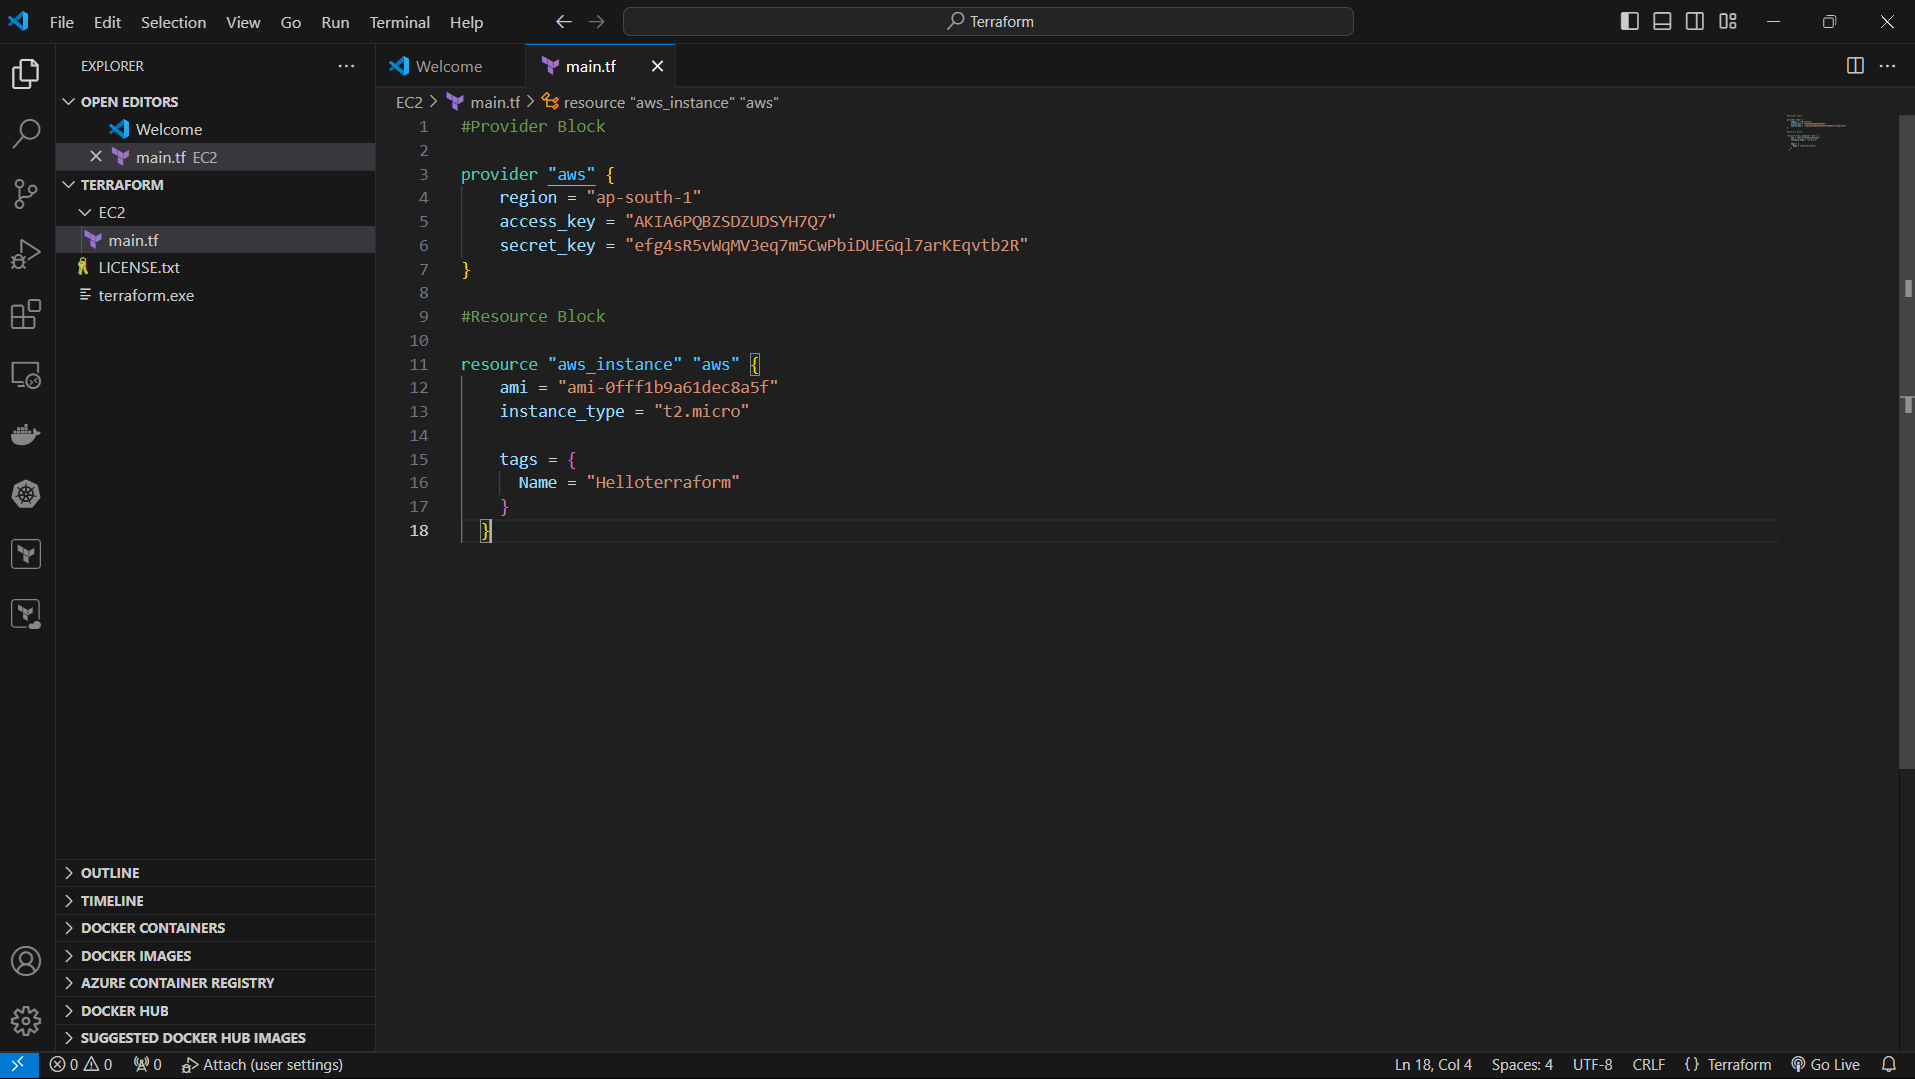 File Edit Selection View Go Run Terminal Help
Terraform
EXPLORER
OPEN EDITORS
Welcome
main.tf EC2
TERRAFORM
EC2
main.tf
LICENSE.txt
terraform.exe
OUTLINE
TIMELINE
DOCKER CONTAINERS
DOCKER IMAGES
AZURE CONTAINER REGISTRY
DOCKER HUB
SUGGESTED DOCKER HUB IMAGES
Welcome main.tf
EC2 > main.tf > resource "aws_instance" "aws"
1 #Provider Block
2
3 provider "aws" {
4 region = "ap-south-1"
5 access_key = "AKIA6PQBZSDZUDSYH7Q7"
6 secret_key = "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"
7 }
8
9 #Resource Block
10
11 resource "aws_instance" "aws" {
12 ami = "ami-0fff1b9a61dec8a5f"
13 instance_type = "t2.micro"
14
15 tags = {
16 Name = "Helloterraform"
17 }
18 }
0 0 0 Attach (user settings) Ln 18, Col 4 Spaces: 4 UTF-8 CRLF {} Terraform Go Live